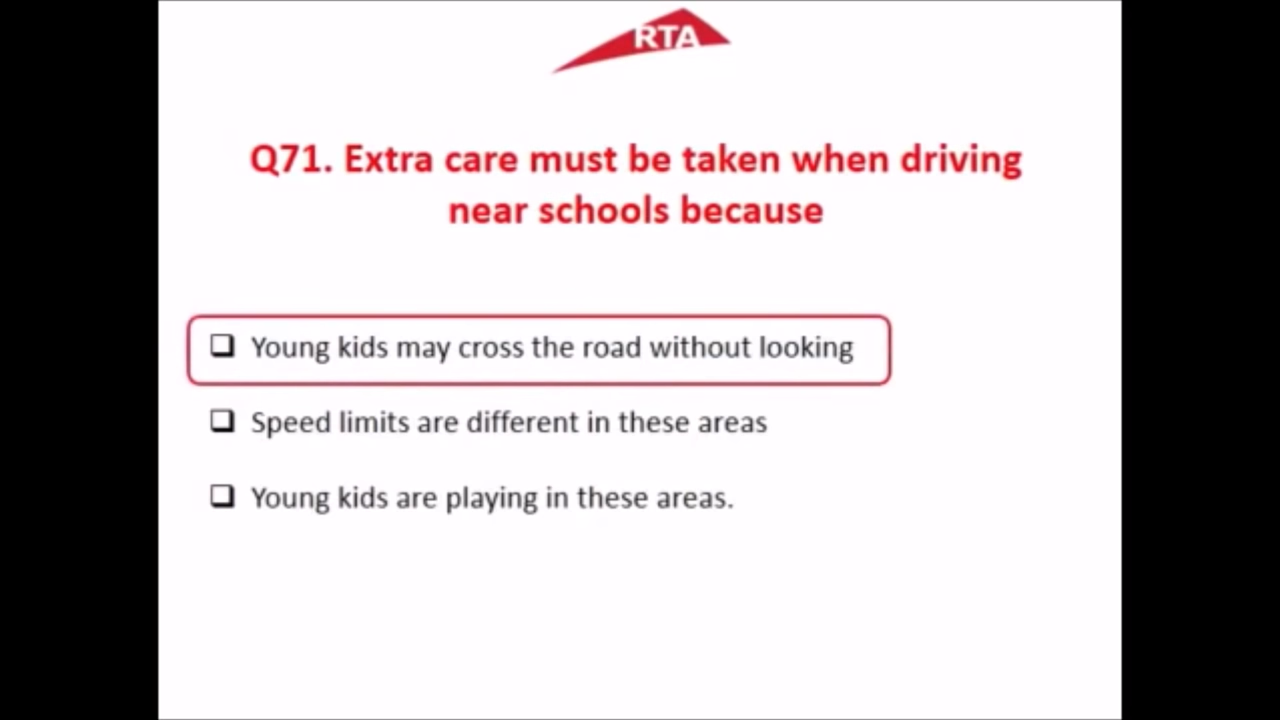 RTA
Q71. Extra care must be taken when driving
near schools because
Young kids may cross the road without looking
Speed limits are different in these areas
Young kids are playing in these areas.